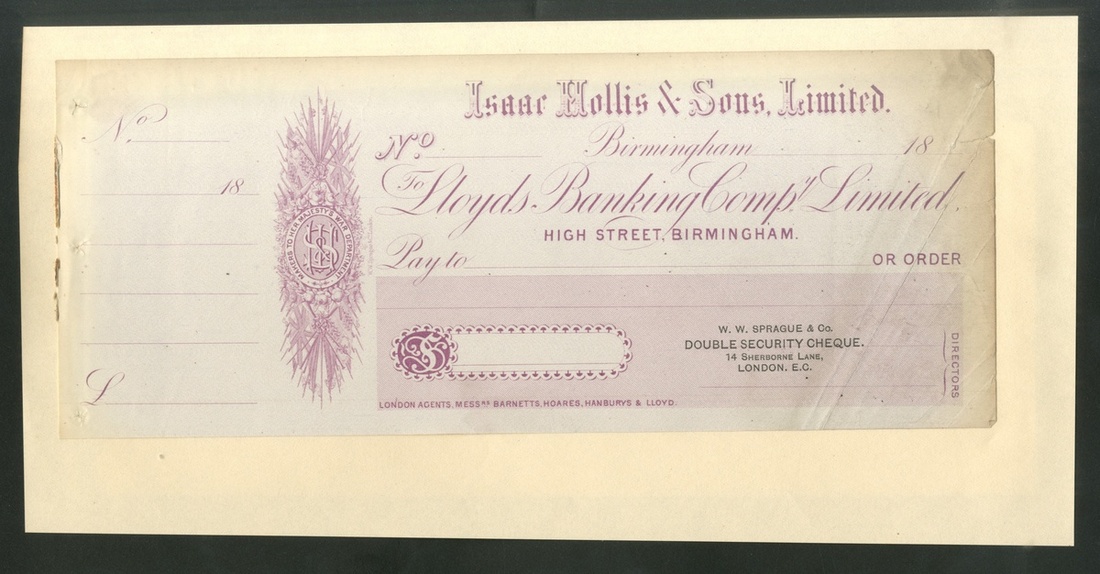 No
18
£
MAKERS TO HER MAJESTY'S WAR DEPARTMENT
Isaac Hollis & Sons, Limited.
No. Birmingham 18
To Lloyds Banking Compy. Limited,
HIGH STREET, BIRMINGHAM.
Pay to OR ORDER
£
W. W. SPRAGUE & Co.
DOUBLE SECURITY CHEQUE.
14 SHERBORNE LANE,
LONDON. E.C.
DIRECTORS
LONDON AGENTS, MESSRS BARNETTS, HOARES, HANBURYS & LLOYD.